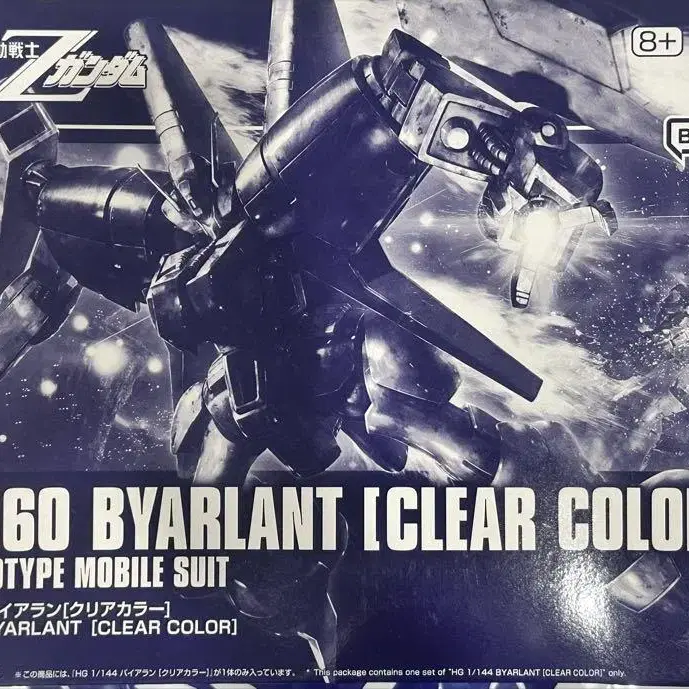 動戦士
Zガンダム
8+
B
60 BYARLANT [CLEAR COLO
OTYPE MOBILE SUIT
イアラン[クリアカラー]
YARLANT [CLEAR COLOR]
※この商品には、「HG 1/144 バイアラン [クリアカラー]」が1体のみ入っています。 * This package contains one set of "HG 1/144 BYARLANT [CLEAR COLOR]" only.